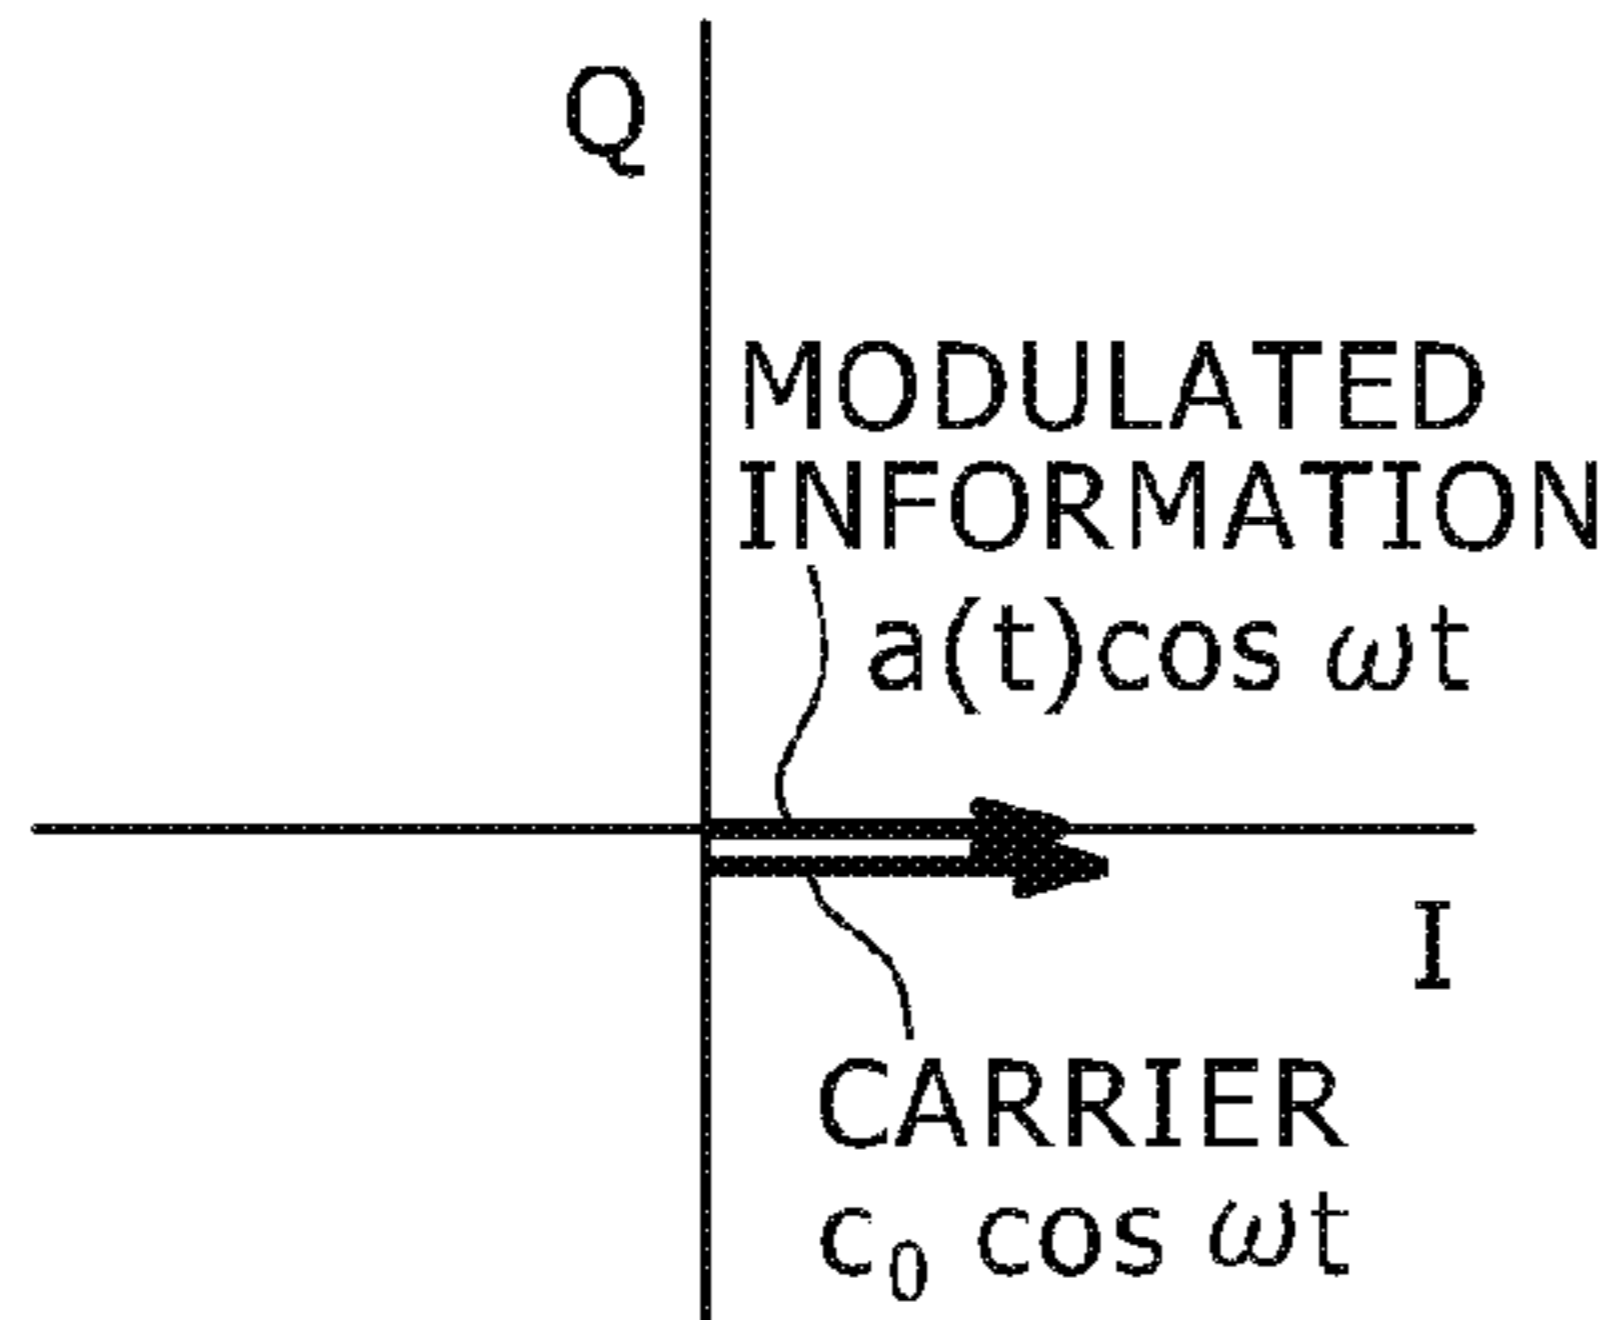 Q
MODULATED
INFORMATION
a(t)cos ωt
I
CARRIER
c₀ cos ωt